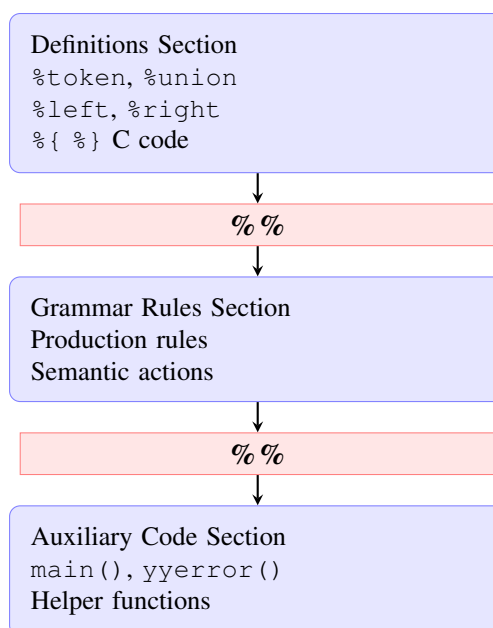 Definitions Section
%token, %union
%left, %right
%{ %} C code
%%
Grammar Rules Section
Production rules
Semantic actions
%%
Auxiliary Code Section
main(), yyerror()
Helper functions